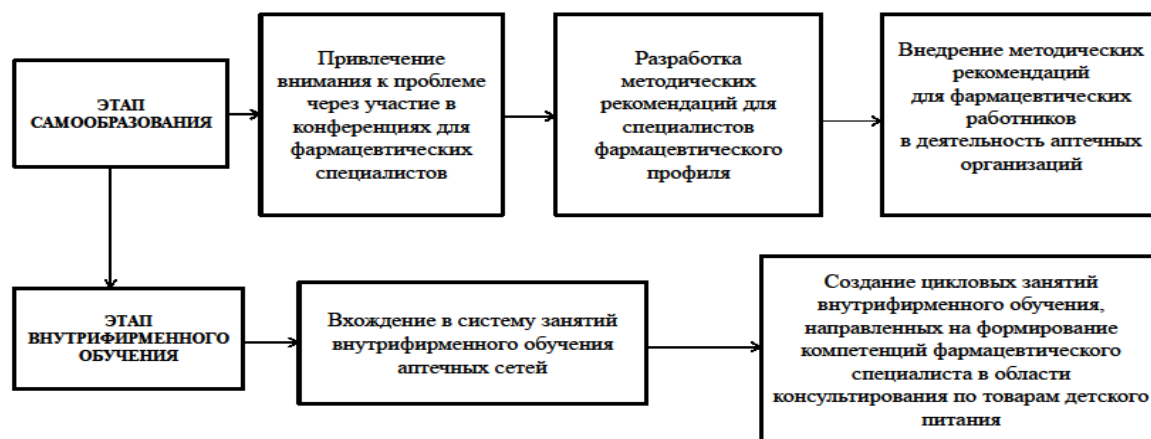 ЭТАП
САМООБРАЗОВАНИЯ
Привлечение
внимания к проблеме
через участие в
конференциях для
фармацевтических
специалистов
Разработка
методических
рекомендаций для
специалистов
фармацевтического
профиля
Внедрение методических
рекомендаций
для фармацевтических
работников
в деятельность аптечных
организаций
ЭТАП
ВНУТРИФИРМЕННОГО
ОБУЧЕНИЯ
Вхождение в систему занятий
внутрифирменного обучения
аптечных сетей
Создание цикловых занятий
внутрифирменного обучения,
направленных на формирование
компетенций фармацевтического
специалиста в области
консультирования по товарам детского
питания